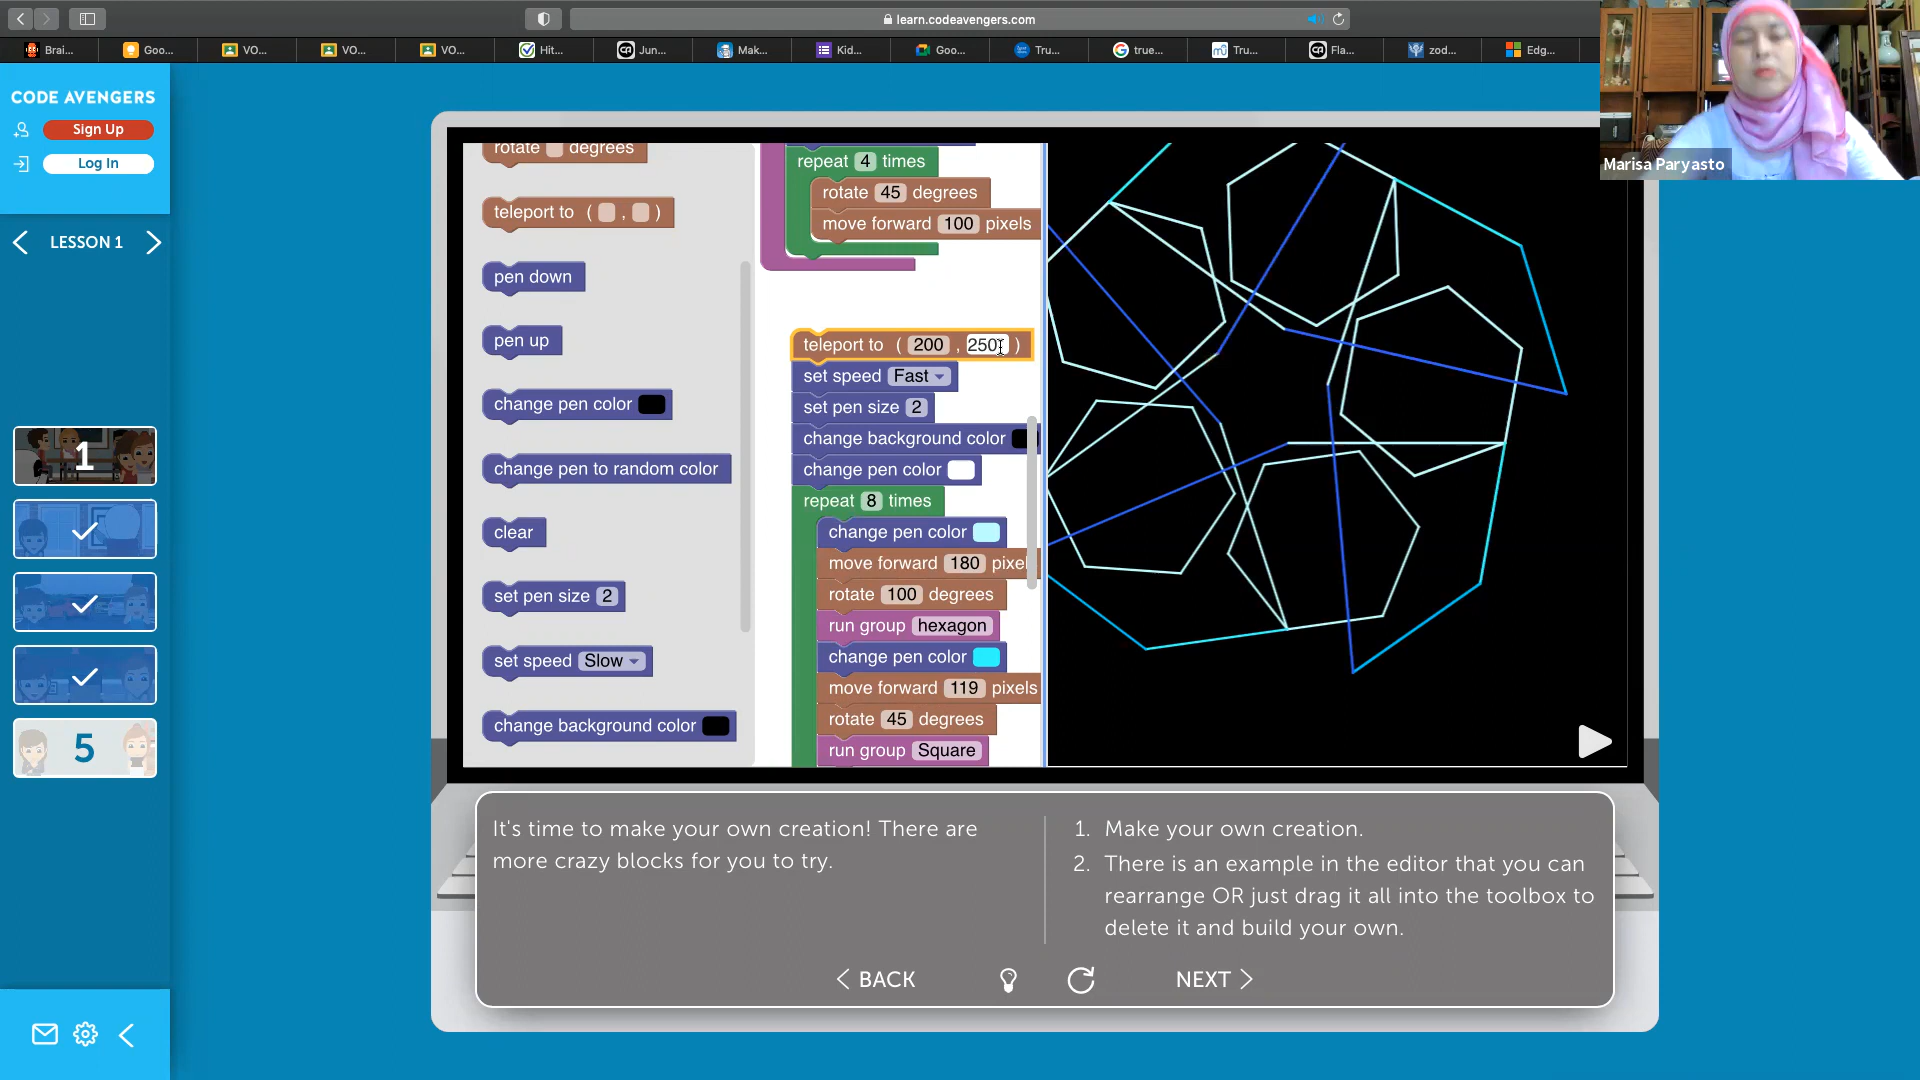 learn.codeavengers.com
Brai...
Goo...
VO...
VO...
VO...
Hit...
Jun...
Mak...
Kid...
Goo...
Tru...
true...
Tru...
Fla...
zod...
Edg...
Marisa Paryasto
CODE AVENGERS
Sign Up
Log In
LESSON 1
1
5
rotate degrees
teleport to ( , )
pen down
pen up
change pen color
change pen to random color
clear
set pen size 2
set speed Slow
change background color
repeat 4 times
rotate 45 degrees
move forward 100 pixels
teleport to ( 200 , 250 )
set speed Fast
set pen size 2
change background color
change pen color
repeat 8 times
change pen color
move forward 180 pixel
rotate 100 degrees
run group hexagon
change pen color
move forward 119 pixels
rotate 45 degrees
run group Square
It's time to make your own creation! There are
more crazy blocks for you to try.
1. Make your own creation.
2. There is an example in the editor that you can
rearrange OR just drag it all into the toolbox to
delete it and build your own.
BACK
NEXT